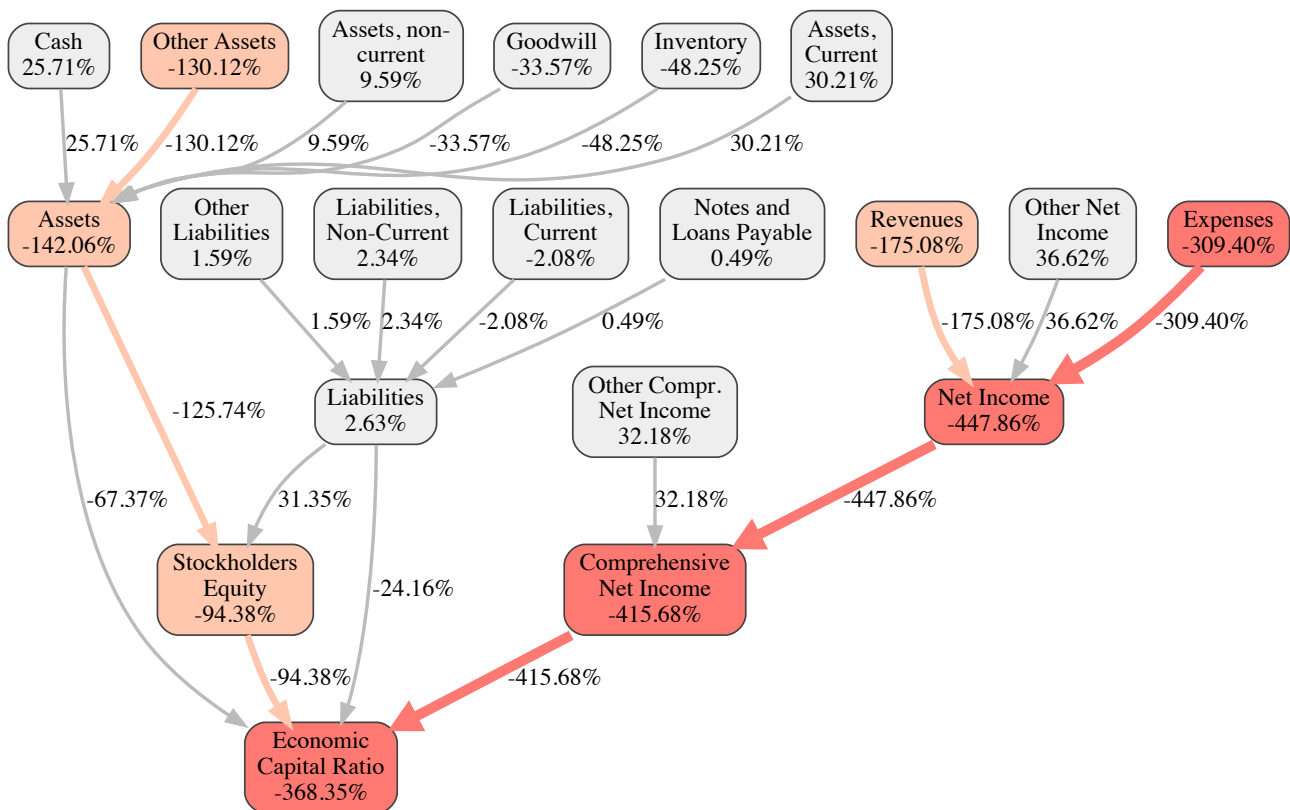 Cash
25.71%
Other Assets
-130.12%
Assets, non-
current
9.59%
Goodwill
-33.57%
Inventory
-48.25%
Assets,
Current
30.21%
25.71%
-130.12%
9.59%
-33.57%
-48.25%
30.21%
Assets
-142.06%
Other
Liabilities
1.59%
Liabilities,
Non-Current
2.34%
Liabilities,
Current
-2.08%
Notes and
Loans Payable
0.49%
Revenues
-175.08%
Other Net
Income
36.62%
Expenses
-309.40%
1.59%
2.34%
-2.08%
0.49%
-175.08%
36.62%
-309.40%
Liabilities
2.63%
Other Compr.
Net Income
32.18%
Net Income
-447.86%
-125.74%
-67.37%
31.35%
32.18%
-447.86%
Stockholders
Equity
-94.38%
-24.16%
Comprehensive
Net Income
-415.68%
-94.38%
-415.68%
Economic
Capital Ratio
-368.35%